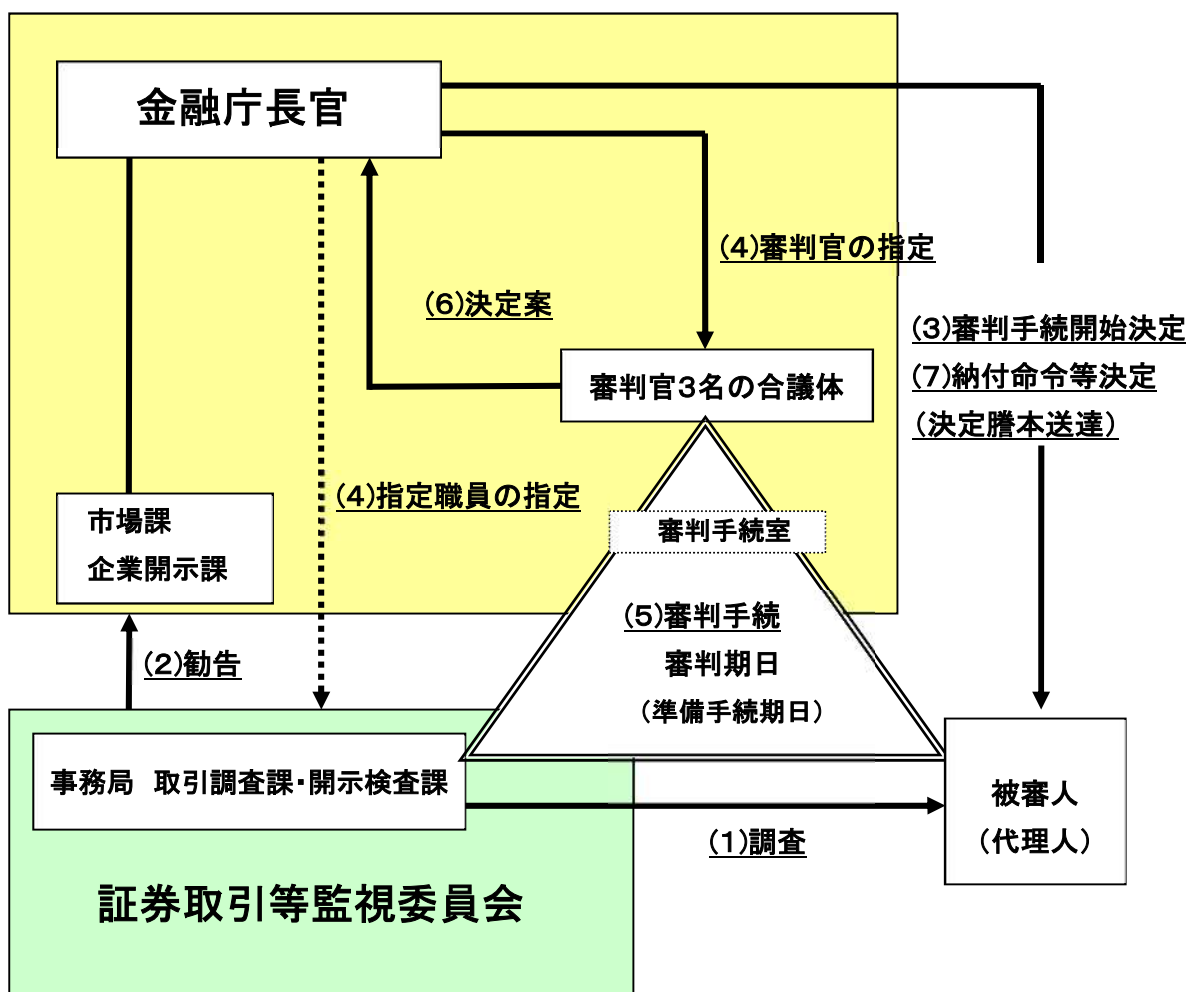 金融庁長官
(4)審判官の指定
(6)決定案
(3)審判手続開始決定
(7)納付命令等決定
(決定謄本送達)
審判官3名の合議体
(4)指定職員の指定
市場課
企業開示課
審判手続室
(5)審判手続
審判期日
(準備手続期日)
(2)勧告
事務局 取引調査課・開示検査課
被審人
(代理人)
(1)調査
証券取引等監視委員会